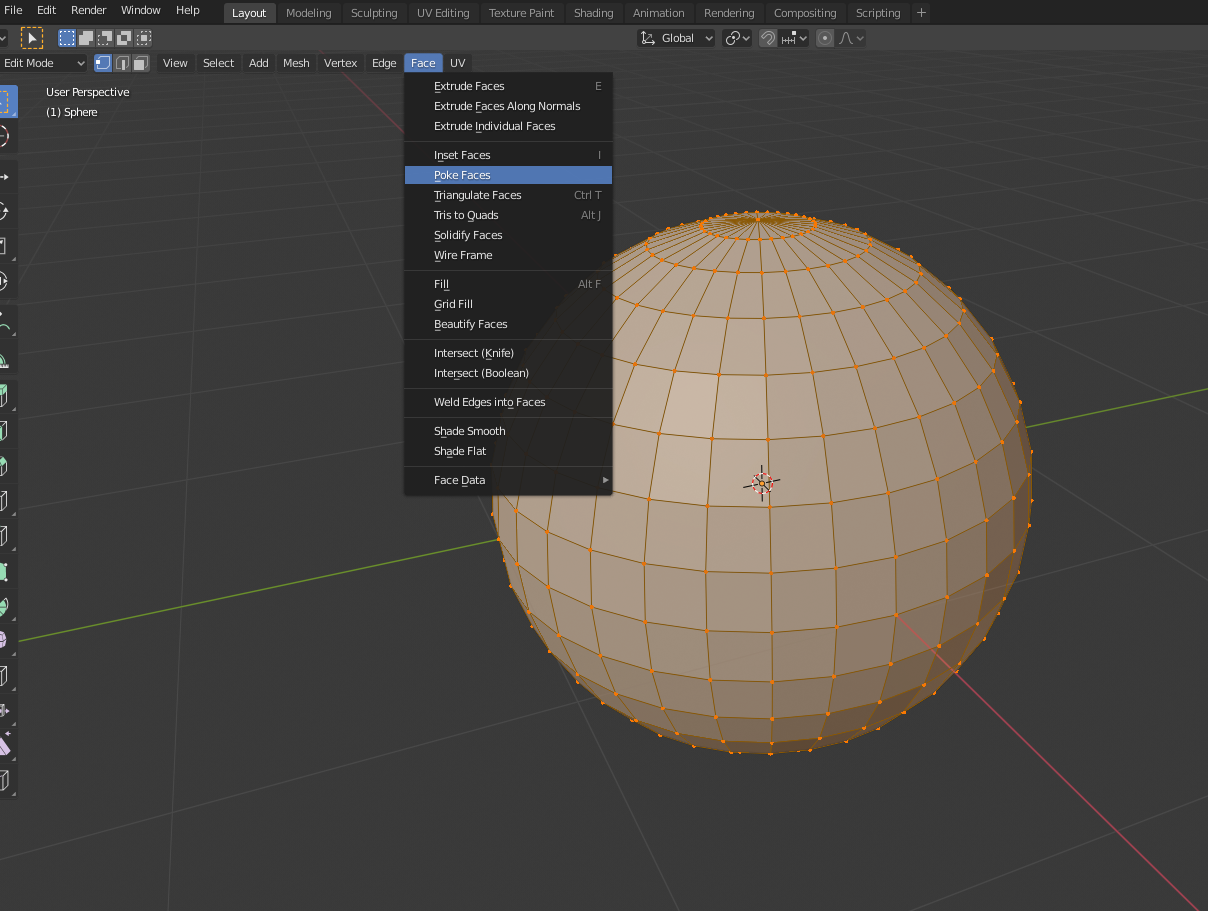 File Edit Render Window Help Layout Modeling Sculpting UV Editing Texture Paint Shading Animation Rendering Compositing Scripting +
Global
Edit Mode View Select Add Mesh Vertex Edge Face UV
User Perspective
(1) Sphere
Extrude Faces E
Extrude Faces Along Normals
Extrude Individual Faces
Inset Faces I
Poke Faces
Triangulate Faces Ctrl T
Tris to Quads Alt J
Solidify Faces
Wire Frame
Fill Alt F
Grid Fill
Beautify Faces
Intersect (Knife)
Intersect (Boolean)
Weld Edges into Faces
Shade Smooth
Shade Flat
Face Data